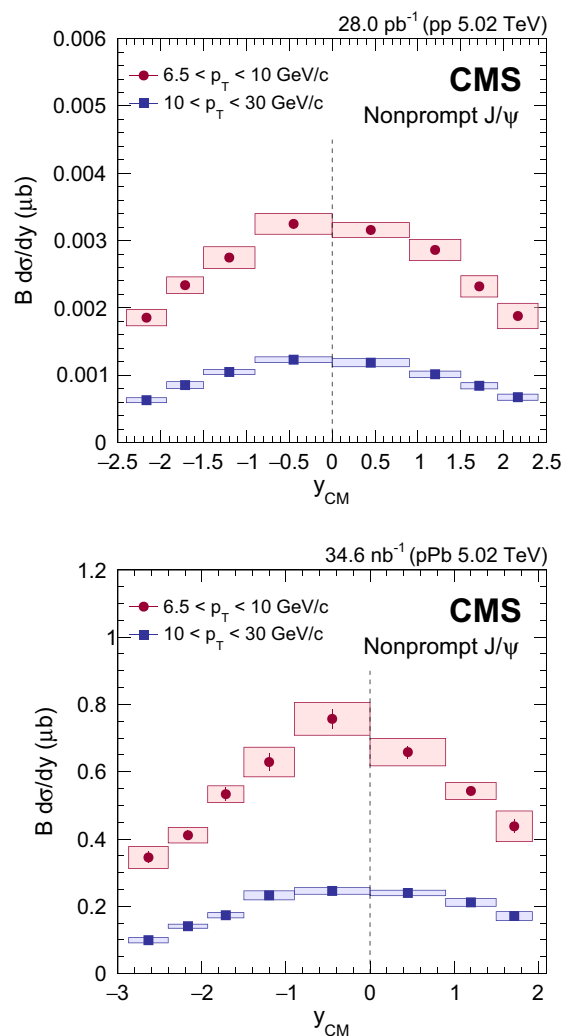 28.0 pb⁻¹ (pp 5.02 TeV)
0.006
0.005
0.004
0.003
0.002
0.001
0
B dσ/dy (μb)
6.5 < p_T < 10 GeV/c
10 < p_T < 30 GeV/c
CMS
Nonprompt J/ψ
−2.5 −2 −1.5 −1 −0.5 0 0.5 1 1.5 2 2.5
y_CM
34.6 nb⁻¹ (pPb 5.02 TeV)
1.2
1
0.8
0.6
0.4
0.2
0
B dσ/dy (μb)
6.5 < p_T < 10 GeV/c
10 < p_T < 30 GeV/c
CMS
Nonprompt J/ψ
−3 −2 −1 0 1 2
y_CM